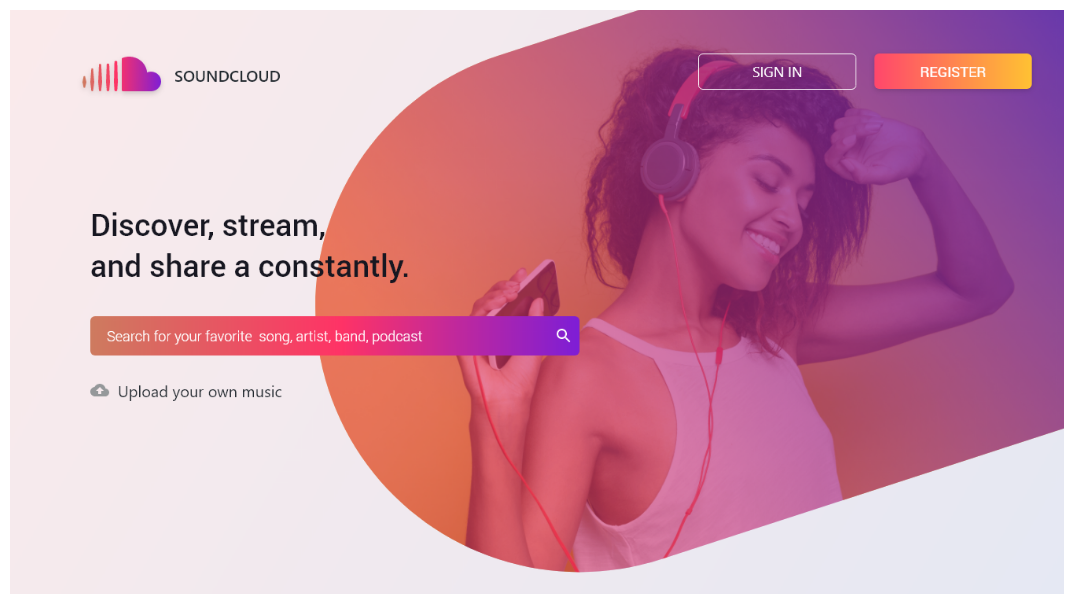 SOUNDCLOUD
SIGN IN
REGISTER
Discover, stream,
and share a constantly.
Search for your favorite  song, artist, band, podcast
Upload your own music